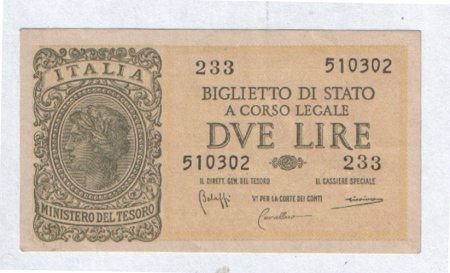 ITALIA
MINISTERO DEL TESORO
233 510302
BIGLIETTO DI STATO
A CORSO LEGALE
DVE LIRE
510302 233
IL DIRETT. GEN. DEL TESORO IL CASSIERE SPECIALE
Vº PER LA CORTE DEI CONTI